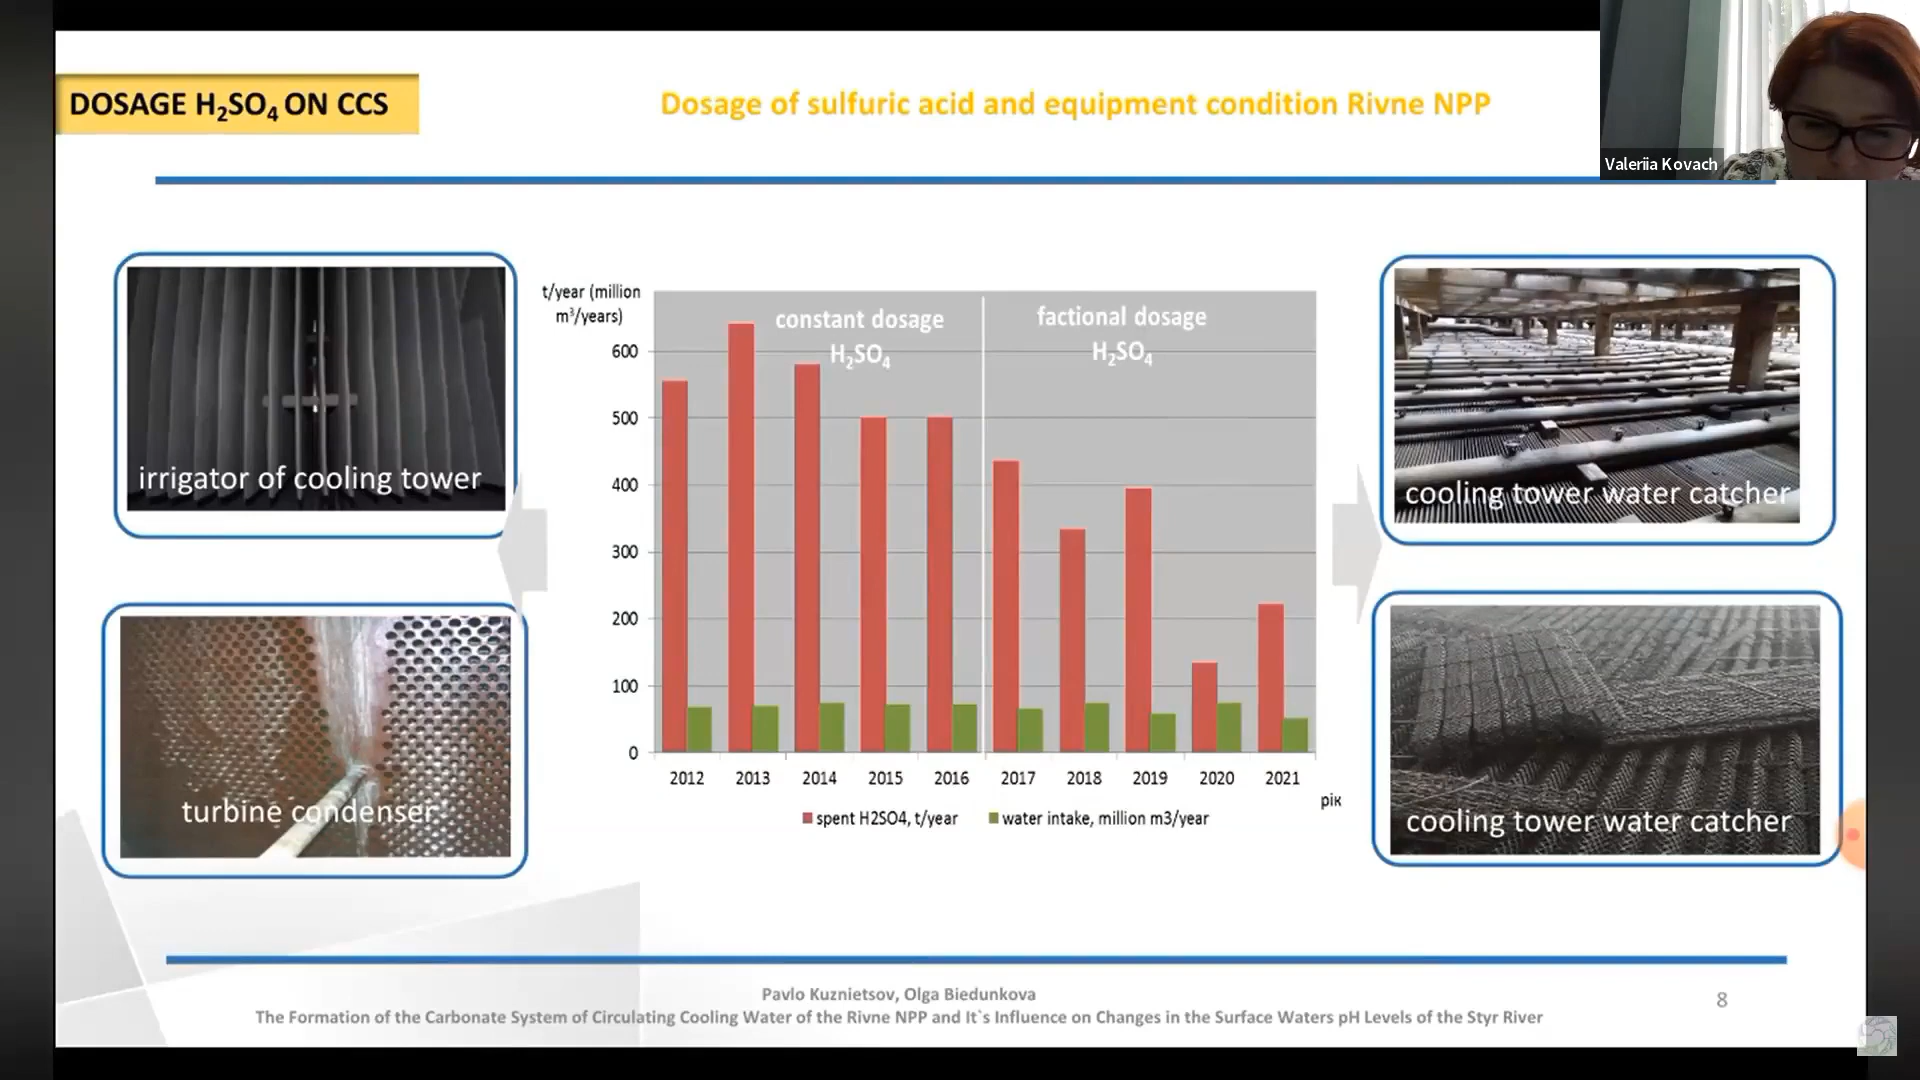 DOSAGE H₂SO₄ ON CCS
Dosage of sulfuric acid and equipment condition Rivne NPP
Valeriia Kovach
irrigator of cooling tower
turbine condenser
t/year (million
m³/years)
600
500
400
300
200
100
0
constant dosage
H₂SO₄
factional dosage
H₂SO₄
2012 2013 2014 2015 2016 2017 2018 2019 2020 2021
рік
spent H2SO4, t/year water intake, million m3/year
cooling tower water catcher
cooling tower water catcher
Pavlo Kuznietsov, Olga Biedunkova
The Formation of the Carbonate System of Circulating Cooling Water of the Rivne NPP and It`s Influence on Changes in the Surface Waters pH Levels of the Styr River
8